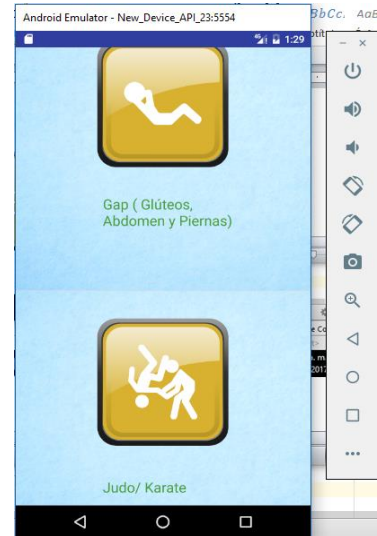 Android Emulator - New_Device_API_23:5554
1:29
Gap ( Glúteos,
Abdomen y Piernas)
Judo/ Karate